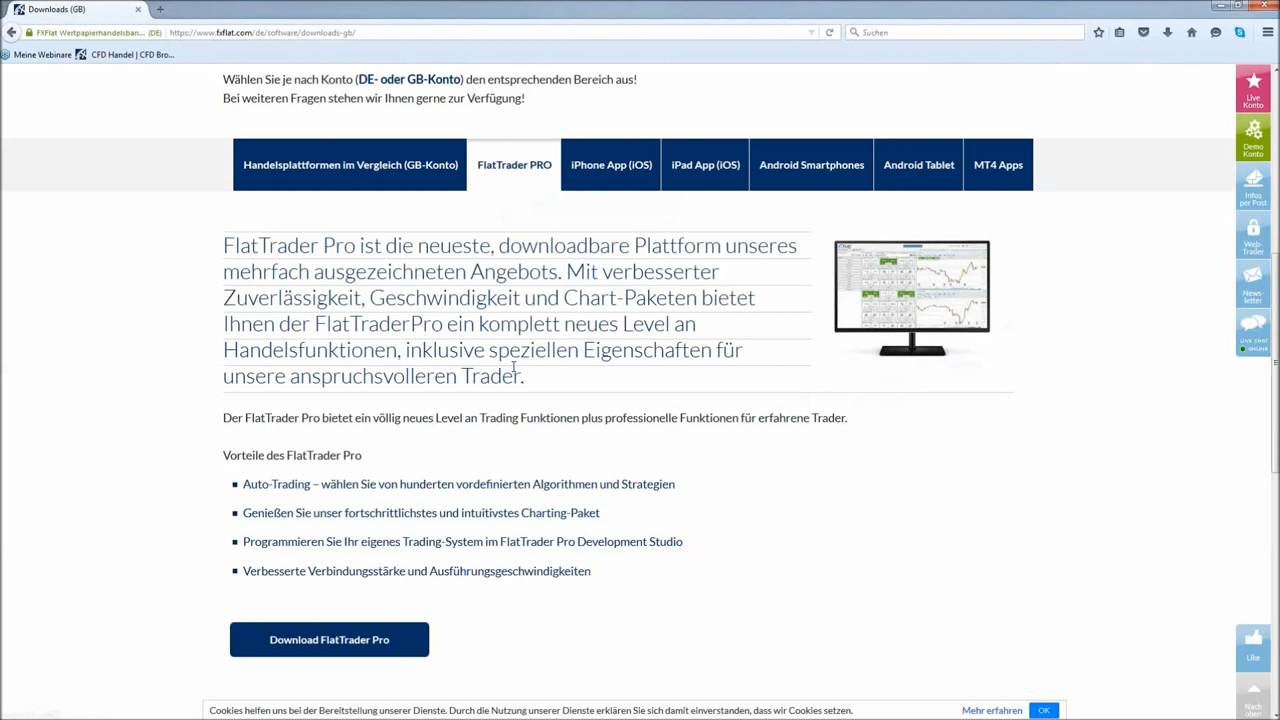 Downloads (GB)
FXFlat Wertpapierhandelsban... (DE)
https://www.fxflat.com/de/software/downloads-gb/
Suchen
Meine Webinare
CFD Handel | CFD Bro...
Wählen Sie je nach Konto (DE- oder GB-Konto) den entsprechenden Bereich aus!
Bei weiteren Fragen stehen wir Ihnen gerne zur Verfügung!
Handelsplattformen im Vergleich (GB-Konto)
FlatTrader PRO
iPhone App (iOS)
iPad App (iOS)
Android Smartphones
Android Tablet
MT4 Apps
FlatTrader Pro ist die neueste, downloadbare Plattform unseres
mehrfach ausgezeichneten Angebots. Mit verbesserter
Zuverlässigkeit, Geschwindigkeit und Chart-Paketen bietet
Ihnen der FlatTraderPro ein komplett neues Level an
Handelsfunktionen, inklusive speziellen Eigenschaften für
unsere anspruchsvolleren Trader.
Der FlatTrader Pro bietet ein völlig neues Level an Trading Funktionen plus professionelle Funktionen für erfahrene Trader.
Vorteile des FlatTrader Pro
Auto-Trading – wählen Sie von hunderten vordefinierten Algorithmen und Strategien
Genießen Sie unser fortschrittlichstes und intuitivstes Charting-Paket
Programmieren Sie Ihr eigenes Trading-System im FlatTrader Pro Development Studio
Verbesserte Verbindungsstärke und Ausführungsgeschwindigkeiten
Download FlatTrader Pro
Cookies helfen uns bei der Bereitstellung unserer Dienste. Durch die Nutzung unserer Dienste erklären Sie sich damit einverstanden, dass wir Cookies setzen.
Mehr erfahren
OK
Live
Konto
Demo
Konto
Infos
per Post
Web-
Trader
News-
letter
LIVE CHAT
ONLINE
Like
Nach
oben